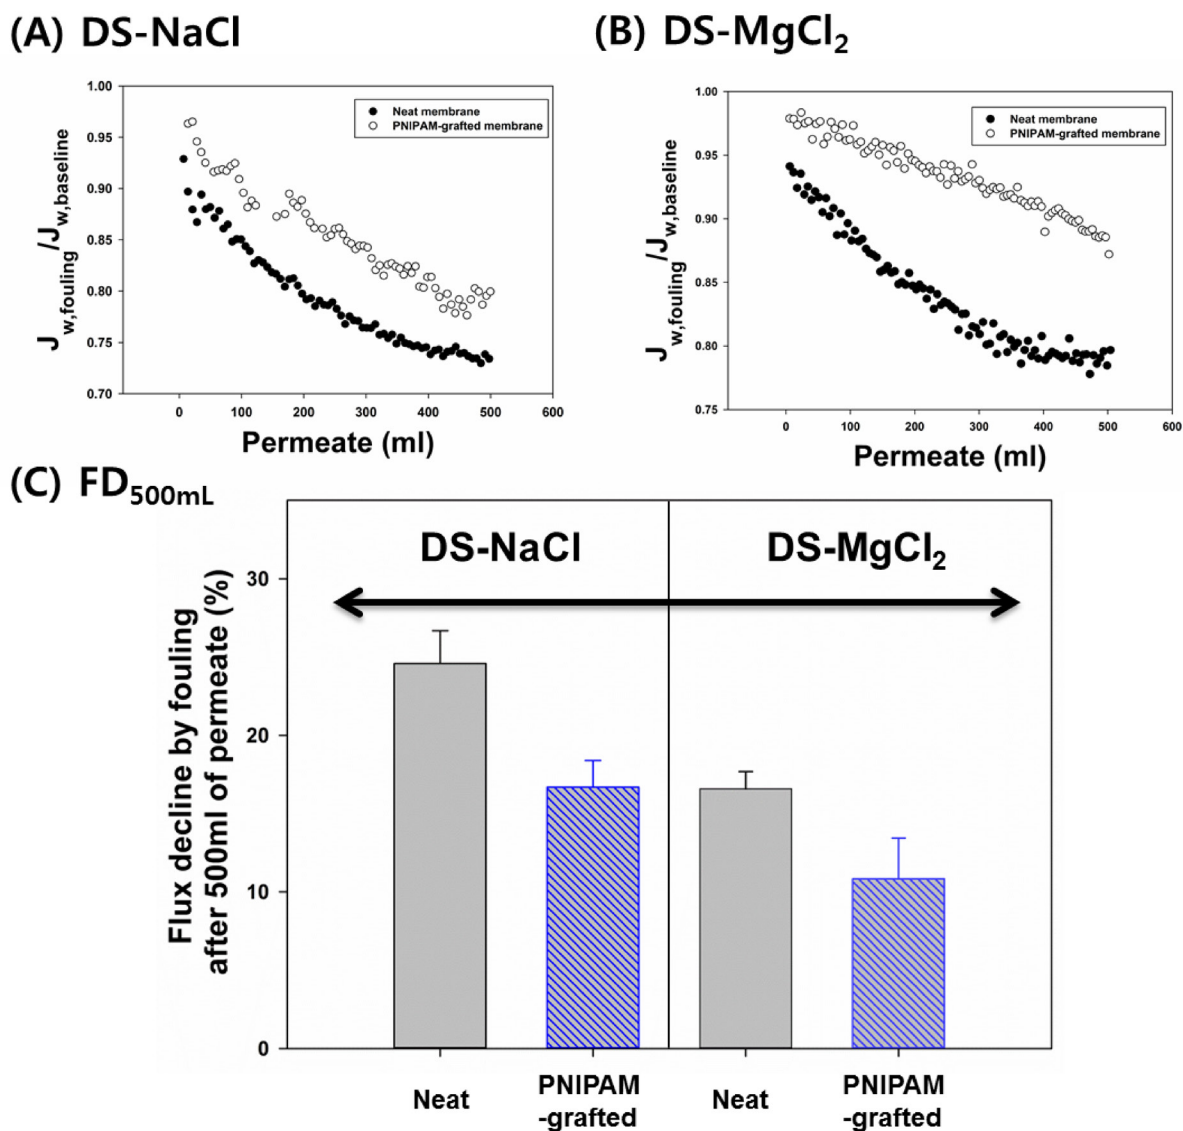 (A) DS-NaCl
1.00
0.95
0.90
0.85
0.80
0.75
0.70
J_w,fouling/J_w,baseline
Neat membrane
PNIPAM-grafted membrane
0 100 200 300 400 500 600
Permeate (ml)
(B) DS-MgCl₂
1.00
0.95
0.90
0.85
0.80
0.75
J_w,fouling/J_w,baseline
Neat membrane
PNIPAM-grafted membrane
0 100 200 300 400 500 600
Permeate (ml)
(C) FD500mL
Flux decline by fouling
after 500ml of permeate (%)
30
20
10
0
DS-NaCl
DS-MgCl₂
Neat
PNIPAM
-grafted
Neat
PNIPAM
-grafted